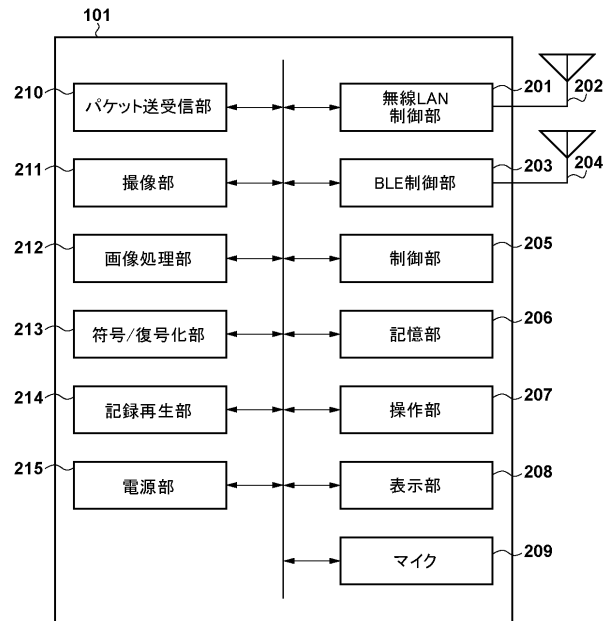 101
210
パケット送受信部
無線LAN
制御部
201
202
211
撮像部
BLE制御部
203
204
212
画像処理部
制御部
205
213
符号/復号化部
記憶部
206
214
記録再生部
操作部
207
215
電源部
表示部
208
マイク
209